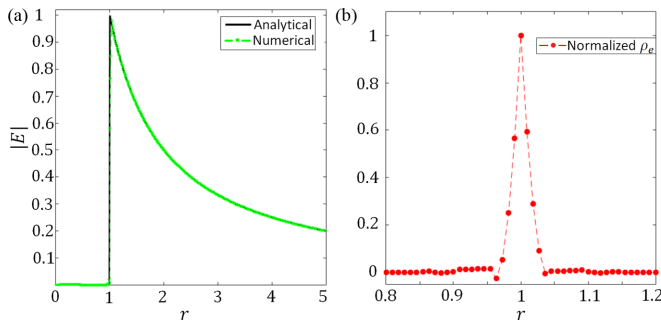 (a)
1
0.9
0.8
0.7
0.6
0.5
0.4
0.3
0.2
0.1
|E|
Analytical
Numerical
0 1 2 3 4 5
r
(b)
1
0.8
0.6
0.4
0.2
0
Normalized ρe
0.8 0.9 1 1.1 1.2
r